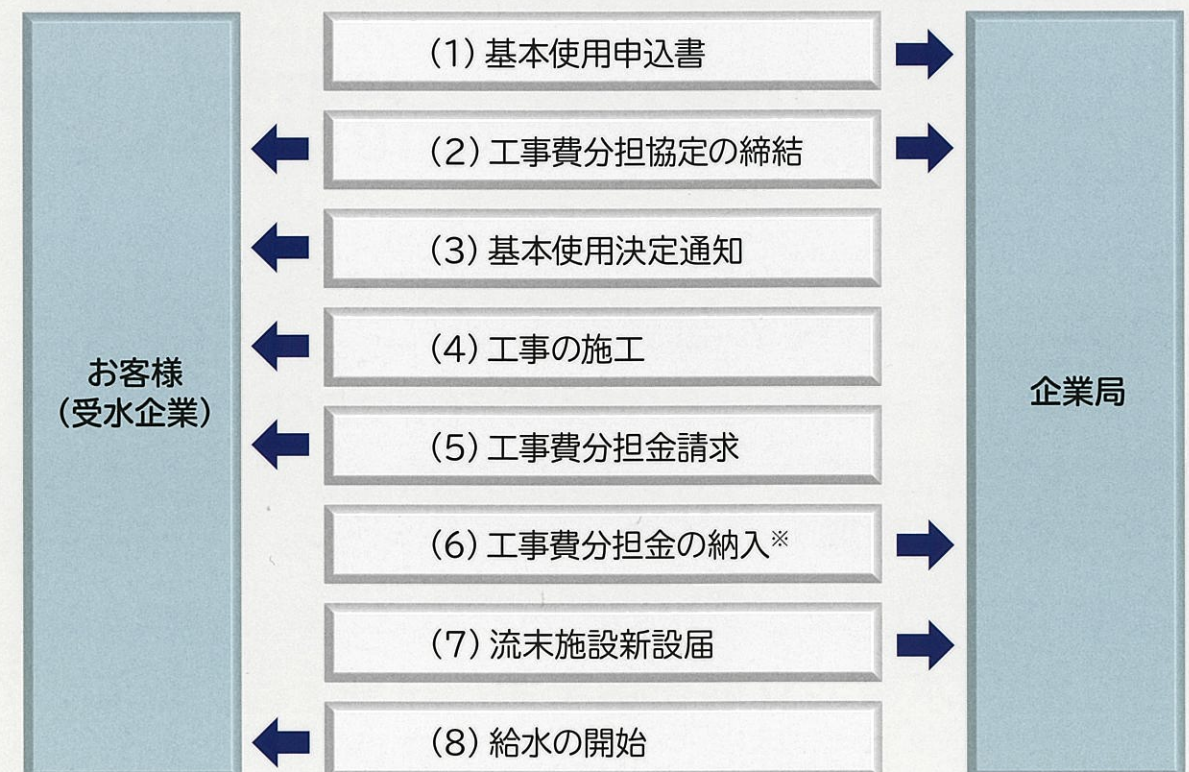 お客様
（受水企業）
（1）基本使用申込書
（2）工事費分担協定の締結
（3）基本使用決定通知
（4）工事の施工
（5）工事費分担金請求
（6）工事費分担金の納入※
（7）流末施設新設届
（8）給水の開始
企業局